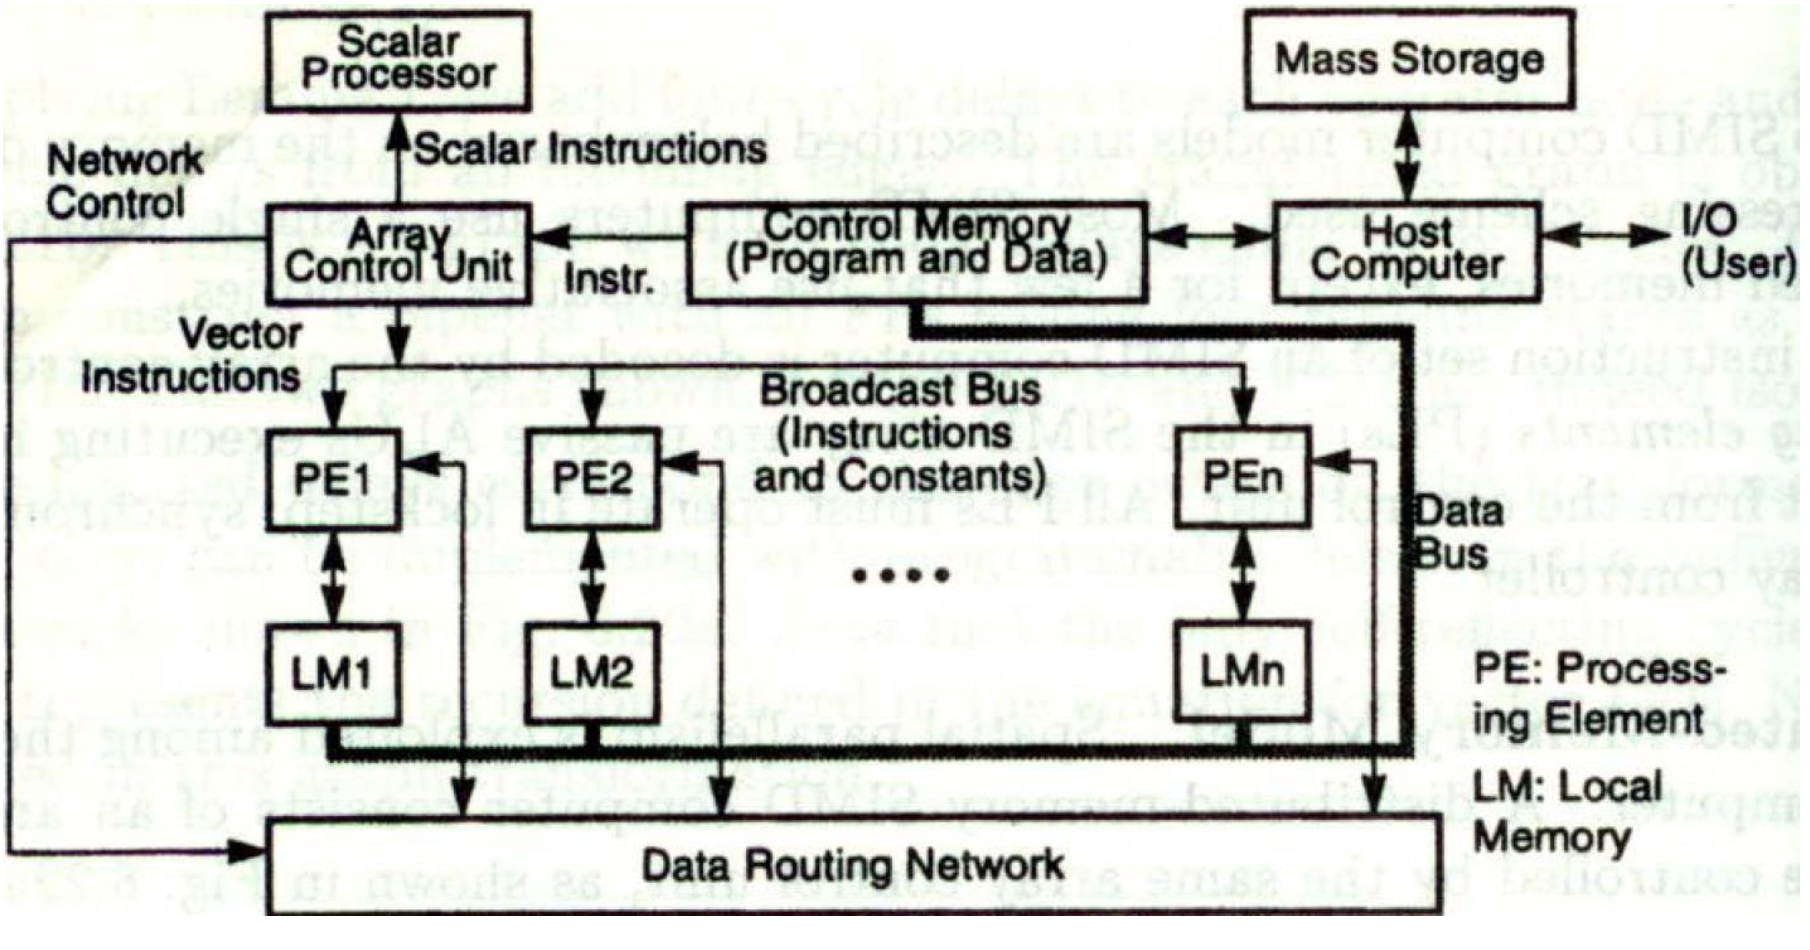 Scalar
Processor
Mass Storage
Scalar Instructions
Network
Control
Array
Control Unit
Instr.
Control Memory
(Program and Data)
Host
Computer
I/O
(User)
Vector
Instructions
Broadcast Bus
(Instructions
and Constants)
PE1
PE2
PEn
Data
Bus
LM1
LM2
LMn
PE: Process-
ing Element
LM: Local
Memory
Data Routing Network